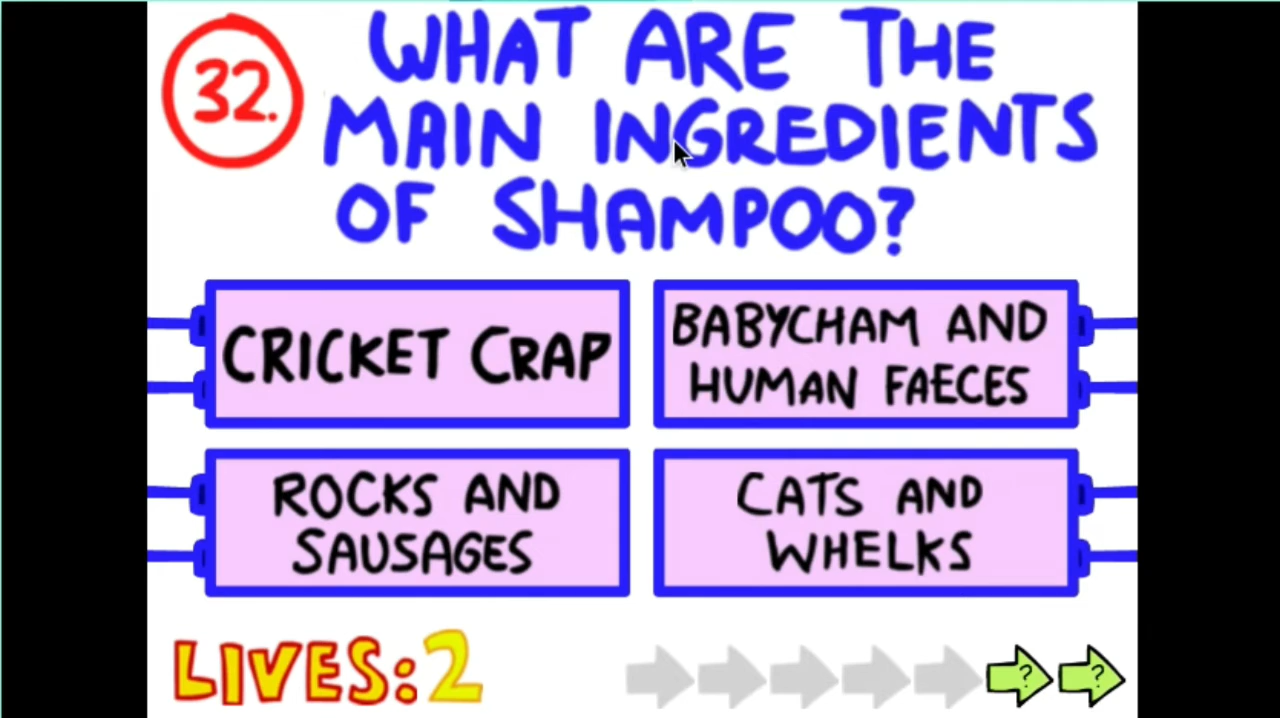 32.
WHAT ARE THE
MAIN INGREDIENTS
OF SHAMPOO?
CRICKET CRAP
BABYCHAM AND
HUMAN FAECES
ROCKS AND
SAUSAGES
CATS AND
WHELKS
LIVES: 2
? ?